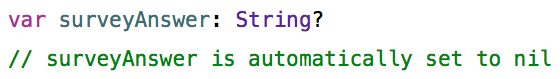 var surveyAnswer: String?
// surveyAnswer is automatically set to nil